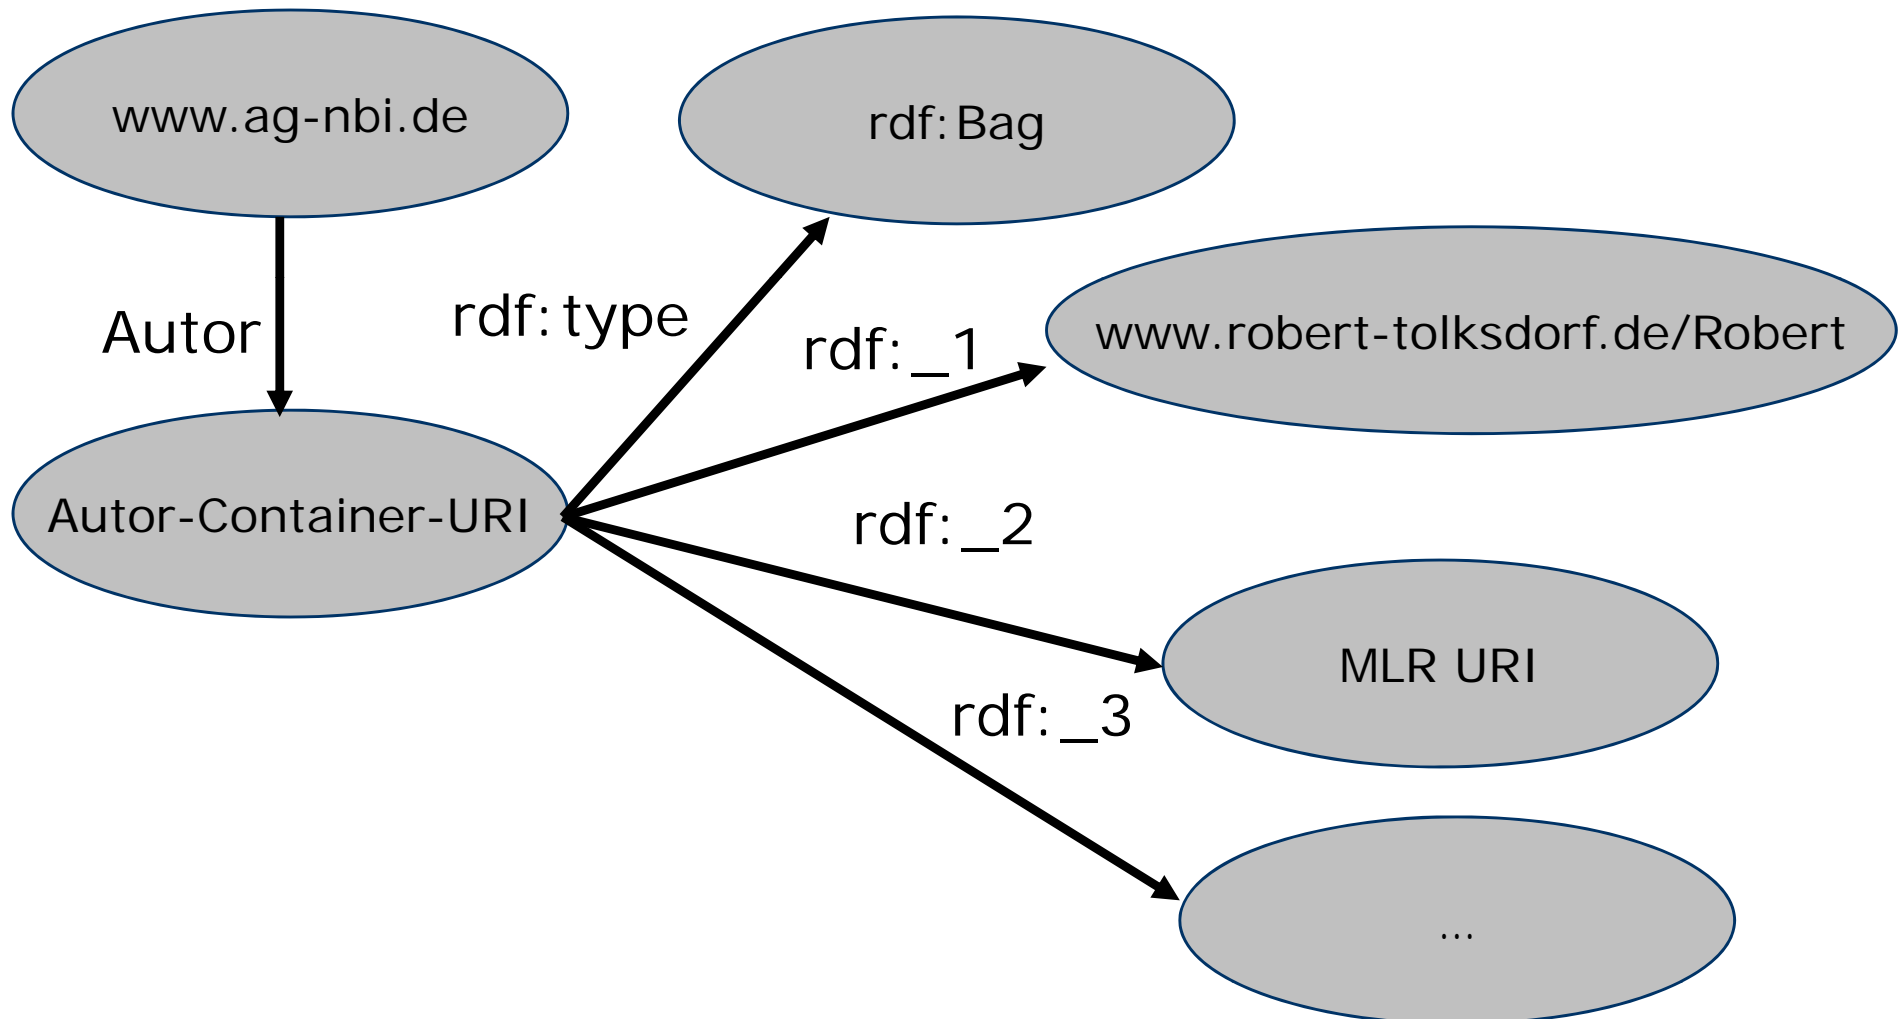 www.ag-nbi.de
rdf:Bag
Autor
rdf:type
rdf:_1
www.robert-tolksdorf.de/Robert
Autor-Container-URI
rdf:_2
MLR URI
rdf:_3
...